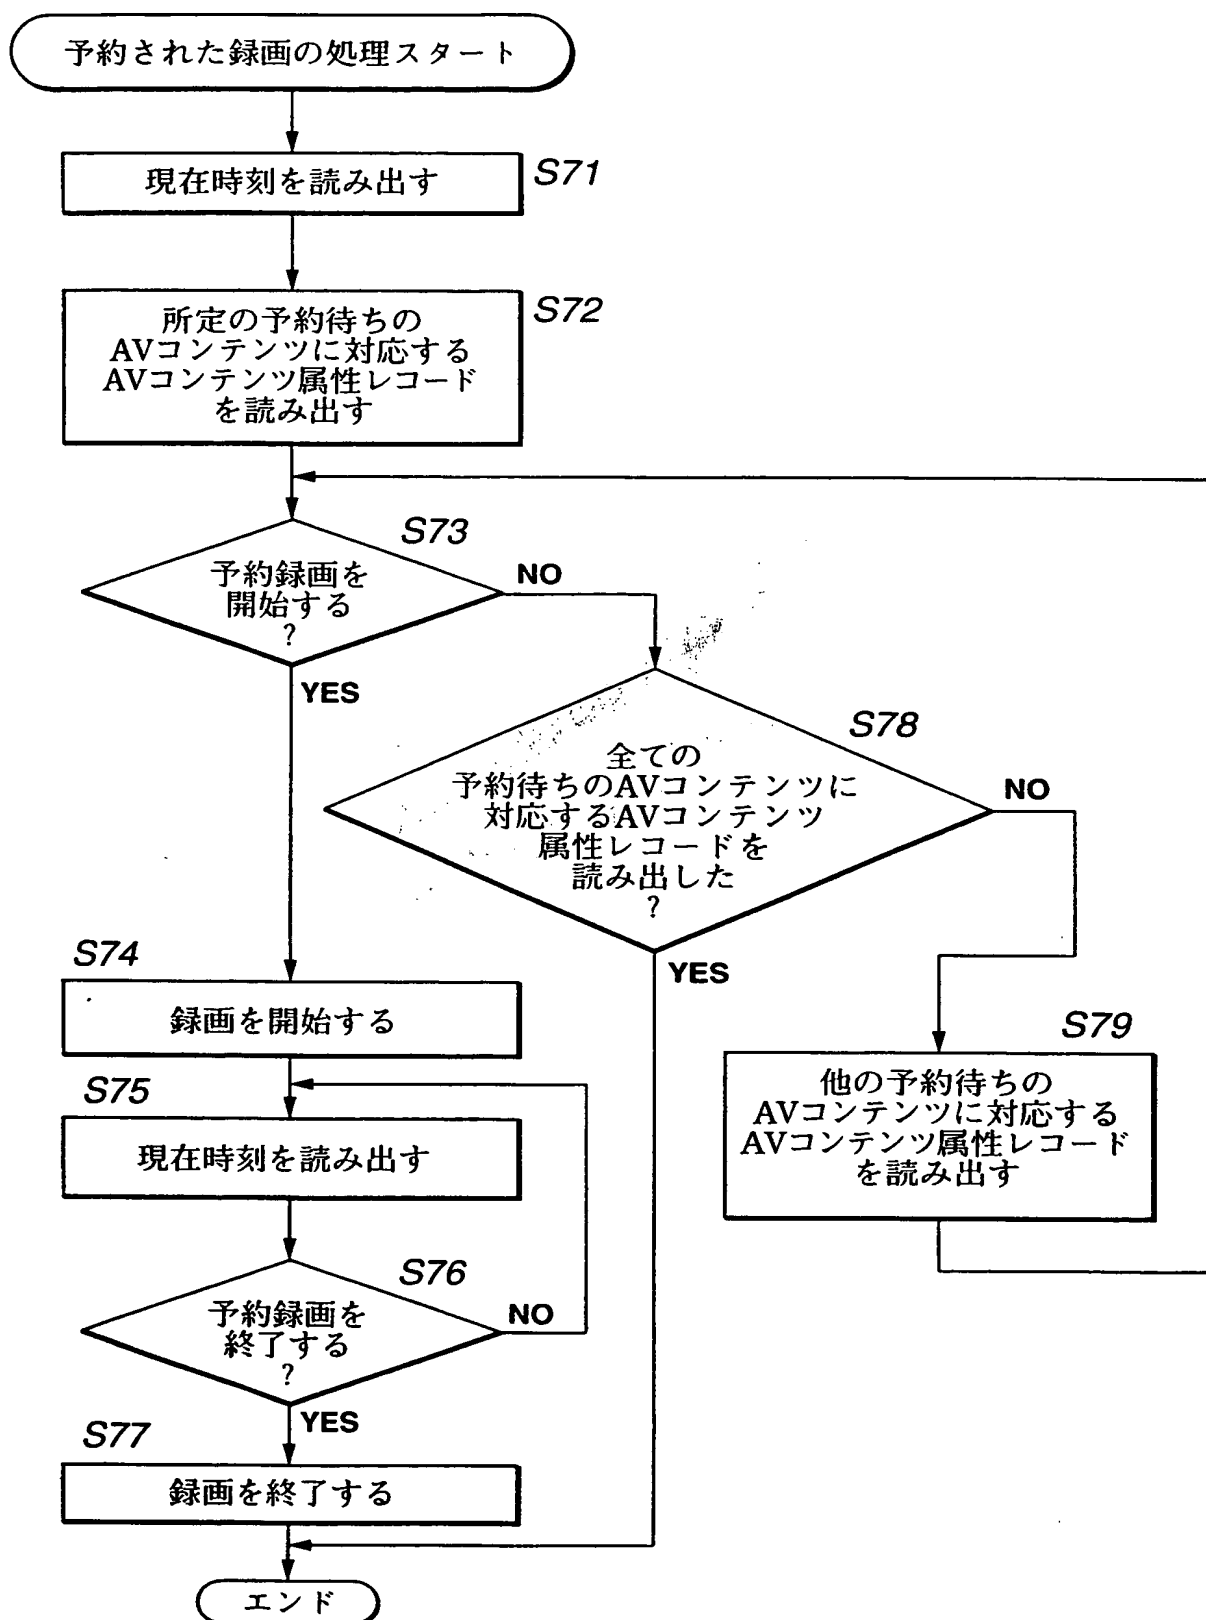 予約された録画の処理スタート
現在時刻を読み出す
S71
所定の予約待ちの
AVコンテンツに対応する
AVコンテンツ属性レコード
を読み出す
S72
S73
予約録画を
開始する
?
NO
YES
S78
全ての
予約待ちのAVコンテンツに
対応するAVコンテンツ
属性レコードを
読み出した
?
NO
YES
S74
録画を開始する
S79
他の予約待ちの
AVコンテンツに対応する
AVコンテンツ属性レコード
を読み出す
S75
現在時刻を読み出す
S76
予約録画を
終了する
?
NO
YES
S77
録画を終了する
エンド